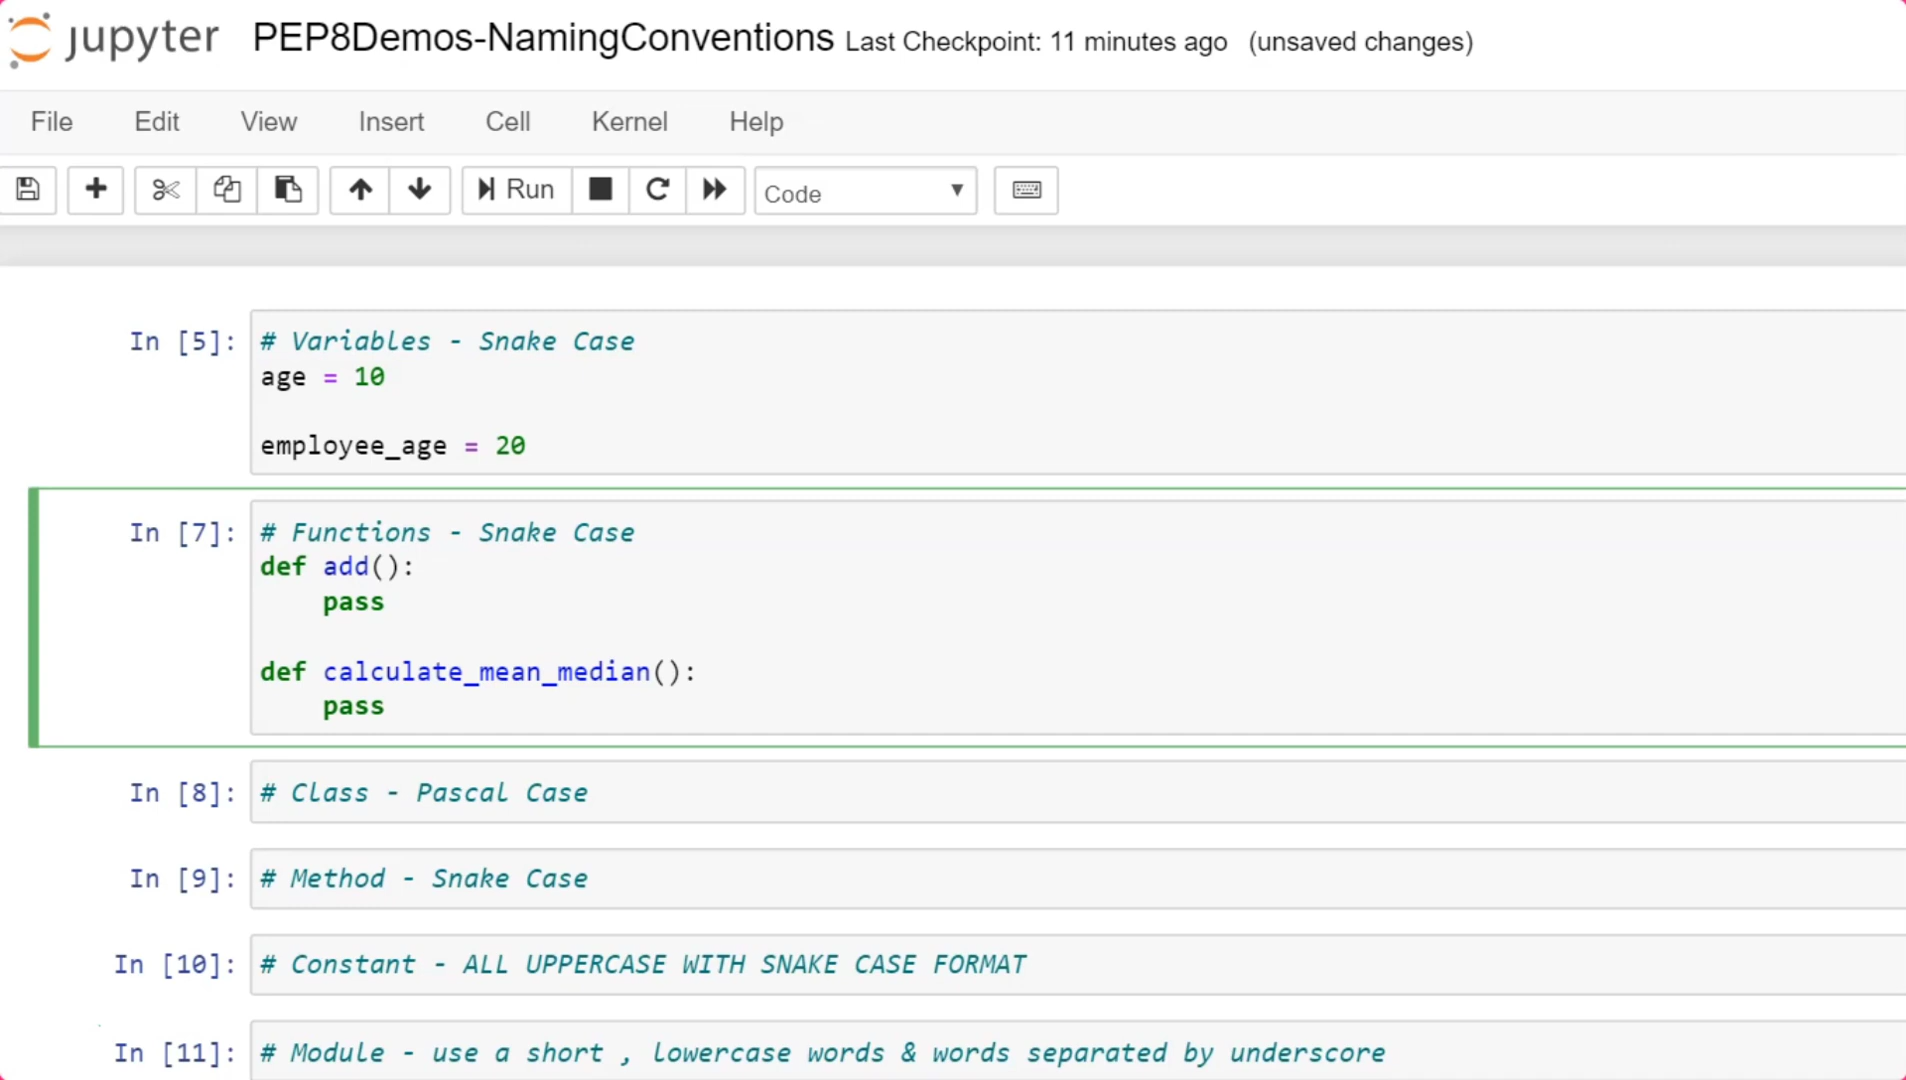 jupyter PEP8Demos-NamingConventions Last Checkpoint: 11 minutes ago (unsaved changes)
File Edit View Insert Cell Kernel Help
Run Code
In [5]: # Variables - Snake Case
age = 10
employee_age = 20
In [7]: # Functions - Snake Case
def add():
    pass
def calculate_mean_median():
    pass
In [8]: # Class - Pascal Case
In [9]: # Method - Snake Case
In [10]: # Constant - ALL UPPERCASE WITH SNAKE CASE FORMAT
In [11]: # Module - use a short , lowercase words & words separated by underscore